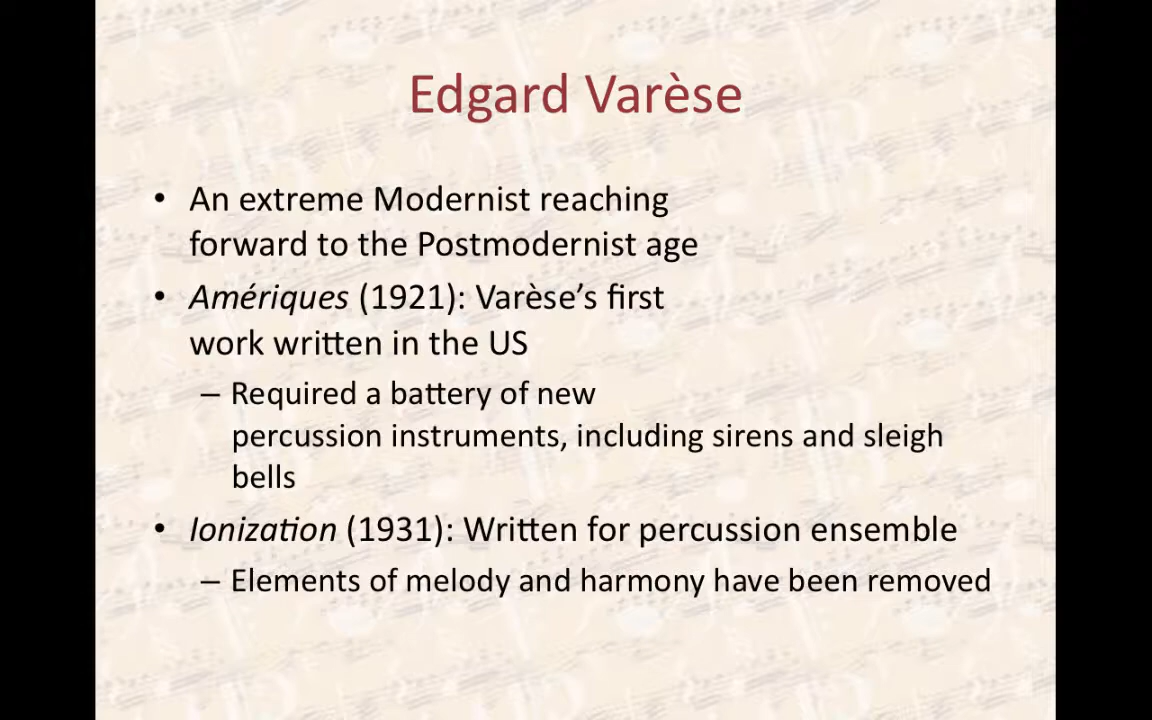 Edgard Varèse
• An extreme Modernist reaching
forward to the Postmodernist age
• Amériques (1921): Varèse’s first
work written in the US
– Required a battery of new
percussion instruments, including sirens and sleigh
bells
• Ionization (1931): Written for percussion ensemble
– Elements of melody and harmony have been removed